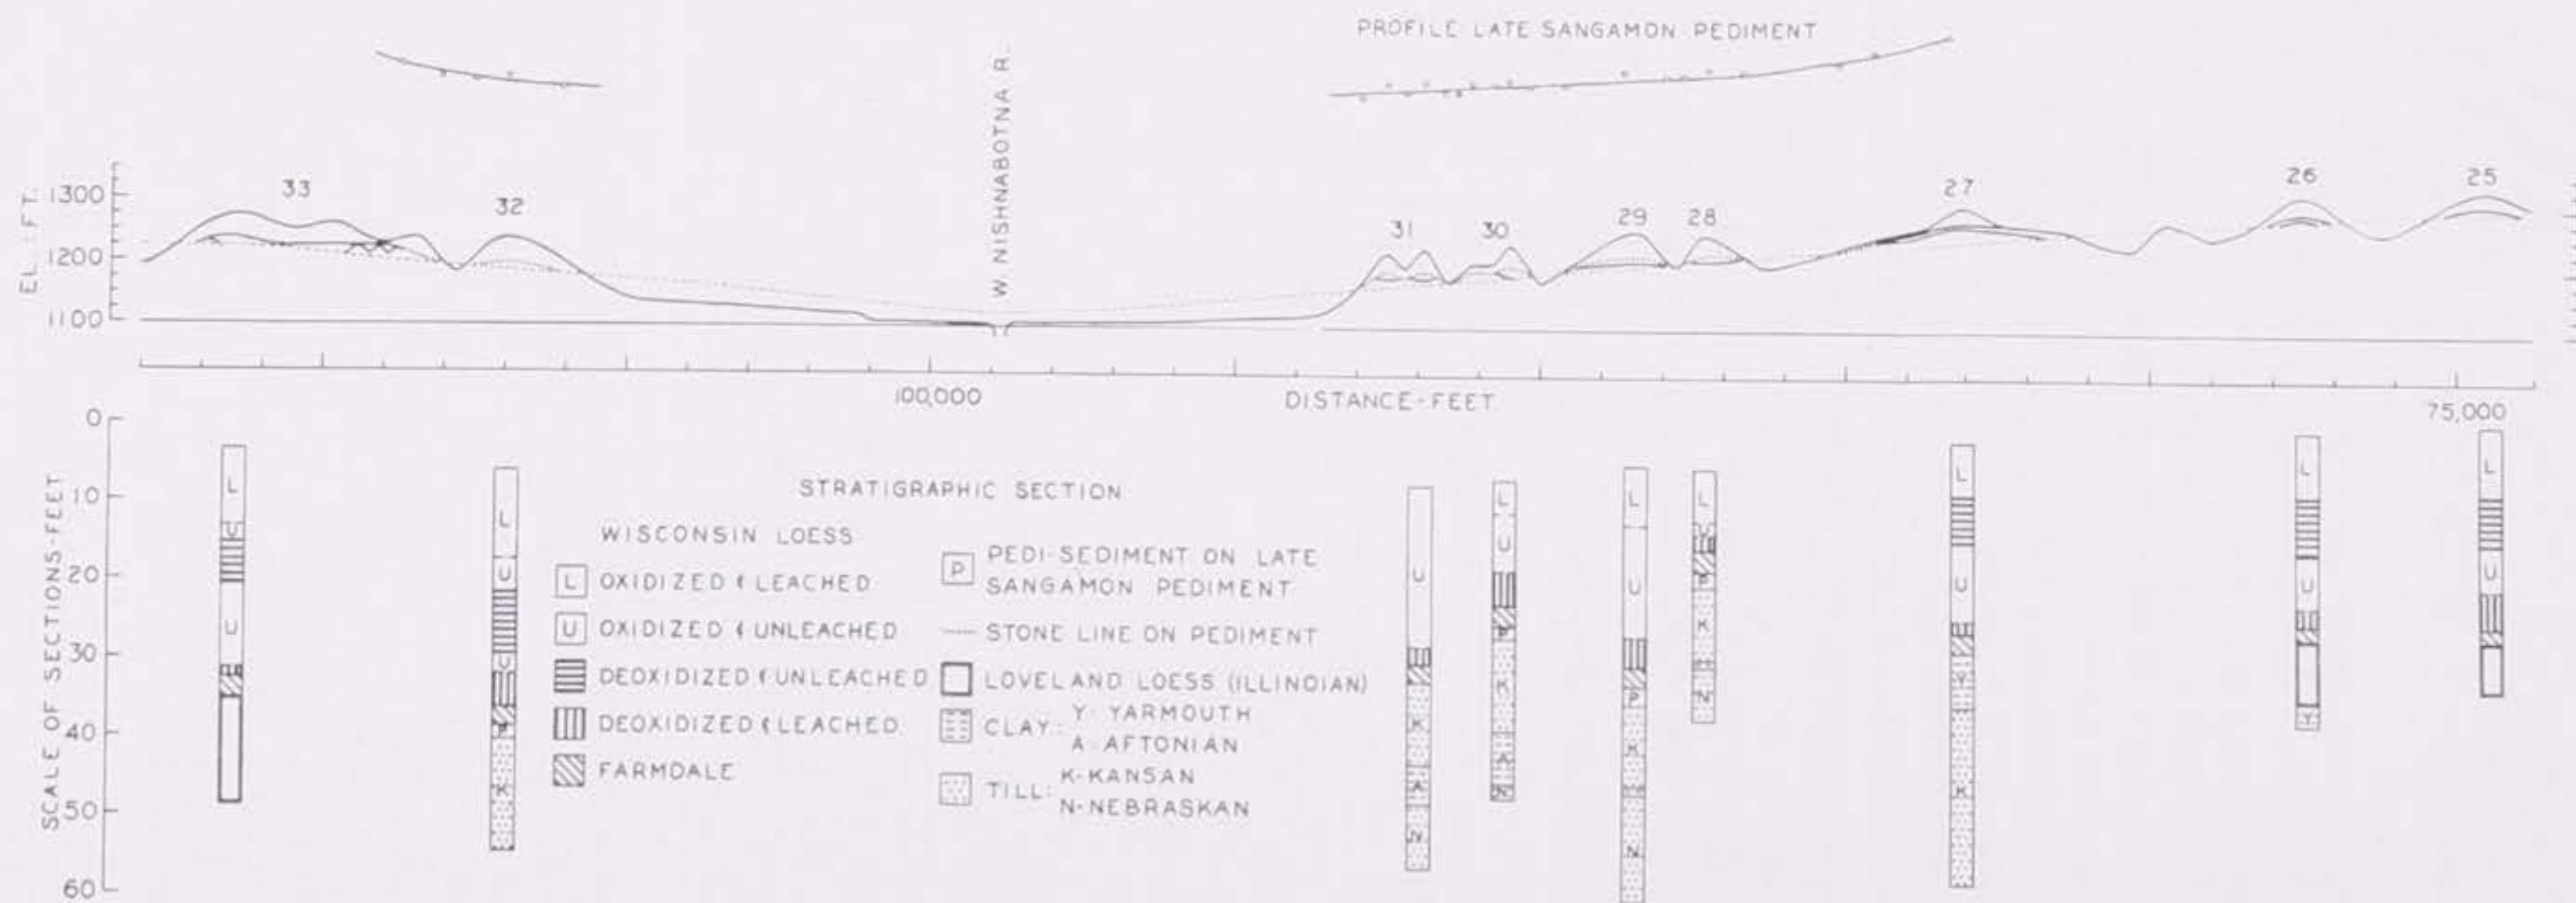 PROFILE LATE SANGAMON PEDIMENT
W. NISHNABOTNA R.
EL. FT.
1300
1200
1100
33
32
31
30
29
28
27
26
25
100,000
DISTANCE-FEET
75,000
SCALE OF SECTIONS-FEET
0
10
20
30
40
50
60
STRATIGRAPHIC SECTION
WISCONSIN LOESS
L OXIDIZED & LEACHED
U OXIDIZED & UNLEACHED
DEOXIDIZED & UNLEACHED
DEOXIDIZED & LEACHED
FARMDALE
P PEDI-SEDIMENT ON LATE
SANGAMON PEDIMENT
STONE LINE ON PEDIMENT
LOVELAND LOESS (ILLINOIAN)
CLAY: Y-YARMOUTH
A-AFTONIAN
TILL: K-KANSAN
N-NEBRASKAN
L
U
U
L
U
U
P
K
U
K
A
N
L
U
P
K
A
N
L
U
P
K
N
L
U
P
K
N
L
U
Y
K
L
U
Y
L
U